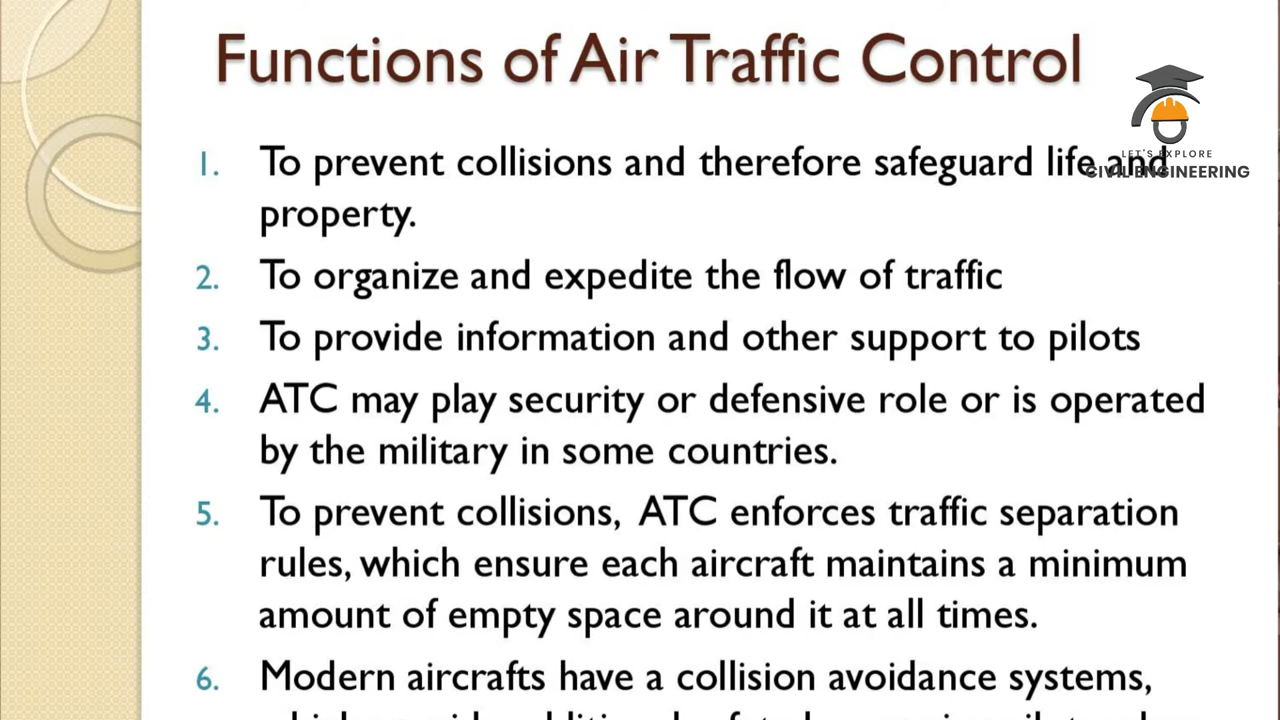 Functions of Air Traffic Control
LET'S EXPLORE
CIVIL ENGINEERING
1. To prevent collisions and therefore safeguard life and
property.
2. To organize and expedite the flow of traffic
3. To provide information and other support to pilots
4. ATC may play security or defensive role or is operated
by the military in some countries.
5. To prevent collisions, ATC enforces traffic separation
rules, which ensure each aircraft maintains a minimum
amount of empty space around it at all times.
6. Modern aircrafts have a collision avoidance systems,